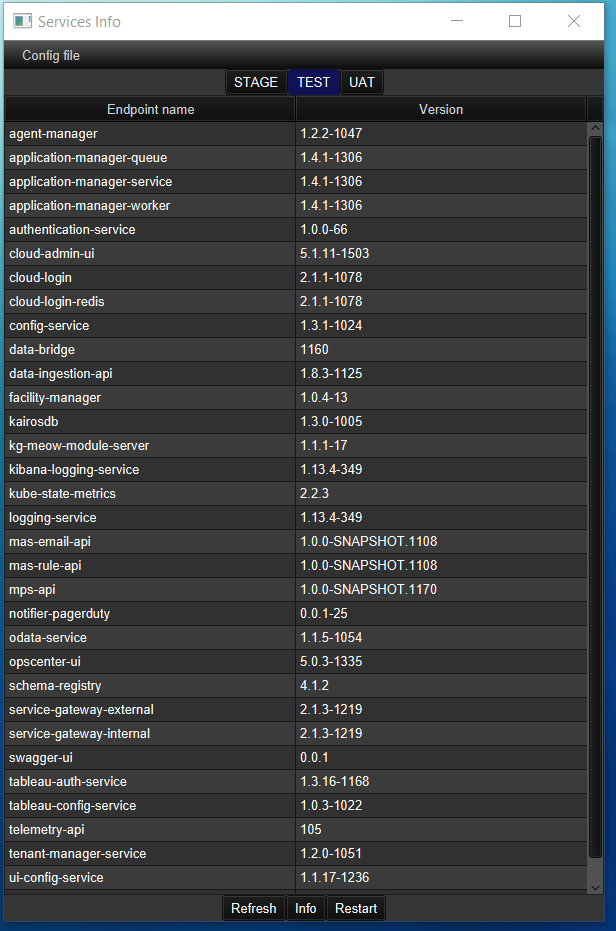 Services Info
Config file
STAGE TEST UAT
Endpoint name Version
agent-manager 1.2.2-1047
application-manager-queue 1.4.1-1306
application-manager-service 1.4.1-1306
application-manager-worker 1.4.1-1306
authentication-service 1.0.0-66
cloud-admin-ui 5.1.11-1503
cloud-login 2.1.1-1078
cloud-login-redis 2.1.1-1078
config-service 1.3.1-1024
data-bridge 1160
data-ingestion-api 1.8.3-1125
facility-manager 1.0.4-13
kairosdb 1.3.0-1005
kg-meow-module-server 1.1.1-17
kibana-logging-service 1.13.4-349
kube-state-metrics 2.2.3
logging-service 1.13.4-349
mas-email-api 1.0.0-SNAPSHOT.1108
mas-rule-api 1.0.0-SNAPSHOT.1108
mps-api 1.0.0-SNAPSHOT.1170
notifier-pagerduty 0.0.1-25
odata-service 1.1.5-1054
opscenter-ui 5.0.3-1335
schema-registry 4.1.2
service-gateway-external 2.1.3-1219
service-gateway-internal 2.1.3-1219
swagger-ui 0.0.1
tableau-auth-service 1.3.16-1168
tableau-config-service 1.0.3-1022
telemetry-api 105
tenant-manager-service 1.2.0-1051
ui-config-service 1.1.17-1236
Refresh Info Restart